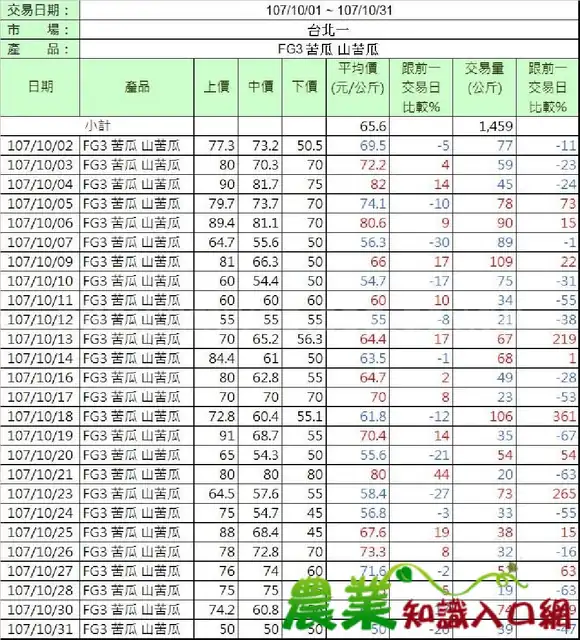 交易日期： 107/10/01 ~ 107/10/31
市 場： 台北一
產 品： FG3 苦瓜 山苦瓜
日期 產品 上價 中價 下價 平均價 (元/公斤) 跟前一交易日比較% 交易量 (公斤) 跟前一交易日比較%
小計 65.6 1,459
107/10/02 FG3 苦瓜 山苦瓜 77.3 73.2 50.5 69.5 -5 77 -11
107/10/03 FG3 苦瓜 山苦瓜 80 70.3 70 72.2 4 59 -23
107/10/04 FG3 苦瓜 山苦瓜 90 81.7 75 82 14 45 -24
107/10/05 FG3 苦瓜 山苦瓜 79.7 73.7 70 74.1 -10 78 73
107/10/06 FG3 苦瓜 山苦瓜 89.4 81.1 70 80.6 9 90 15
107/10/07 FG3 苦瓜 山苦瓜 64.7 55.6 50 56.3 -30 89 -1
107/10/09 FG3 苦瓜 山苦瓜 81 66.3 50 66 17 109 22
107/10/10 FG3 苦瓜 山苦瓜 60 54.4 50 54.7 -17 75 -31
107/10/11 FG3 苦瓜 山苦瓜 60 60 60 60 10 34 -55
107/10/12 FG3 苦瓜 山苦瓜 55 55 55 55 -8 21 -38
107/10/13 FG3 苦瓜 山苦瓜 70 65.2 56.3 64.4 17 67 219
107/10/14 FG3 苦瓜 山苦瓜 84.4 61 50 63.5 -1 68 1
107/10/16 FG3 苦瓜 山苦瓜 80 62.8 55 64.7 2 49 -28
107/10/17 FG3 苦瓜 山苦瓜 70 70 70 70 8 23 -53
107/10/18 FG3 苦瓜 山苦瓜 72.8 60.4 55.1 61.8 -12 106 361
107/10/19 FG3 苦瓜 山苦瓜 91 68.7 55 70.4 14 35 -67
107/10/20 FG3 苦瓜 山苦瓜 65 54.3 50 55.6 -21 54 54
107/10/21 FG3 苦瓜 山苦瓜 80 80 80 80 44 20 -63
107/10/23 FG3 苦瓜 山苦瓜 64.5 57.6 55 58.4 -27 73 265
107/10/24 FG3 苦瓜 山苦瓜 75 54.7 45 56.8 -3 33 -55
107/10/25 FG3 苦瓜 山苦瓜 88 68.4 45 67.6 19 38 15
107/10/26 FG3 苦瓜 山苦瓜 78 72.8 70 73.3 8 32 -16
107/10/27 FG3 苦瓜 山苦瓜 76 74 60 71.6 -2 63
107/10/28 FG3 苦瓜 山苦瓜 75 75 -63
107/10/30 FG3 苦瓜 山苦瓜 74.2 60.8
107/10/31 FG3 苦瓜 山苦瓜 50 50
農業知識入口網